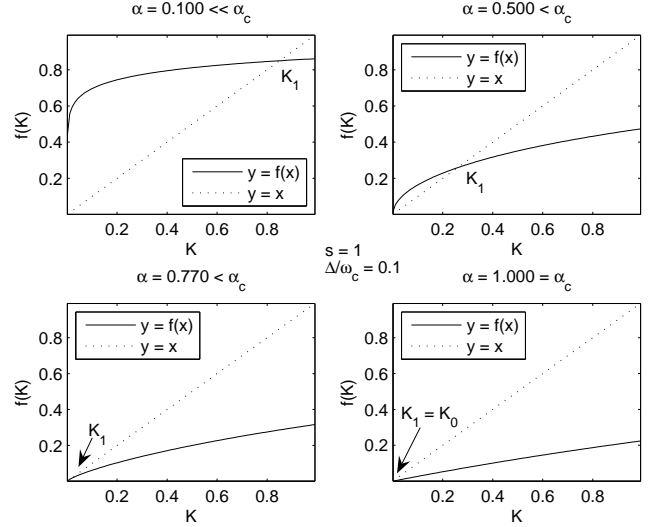 α = 0.100 << α_c
f(K)
0.8
0.6
0.4
0.2
0.2 0.4 0.6 0.8
K
K_1
y = f(x)
y = x
α = 0.500 < α_c
f(K)
0.8
0.6
0.4
0.2
0.2 0.4 0.6 0.8
K
K_1
y = f(x)
y = x
s = 1
Δ/ω_c = 0.1
α = 0.770 < α_c
f(K)
0.8
0.6
0.4
0.2
0.2 0.4 0.6 0.8
K
K_1
y = f(x)
y = x
α = 1.000 = α_c
f(K)
0.8
0.6
0.4
0.2
0.2 0.4 0.6 0.8
K
K_1 = K_0
y = f(x)
y = x